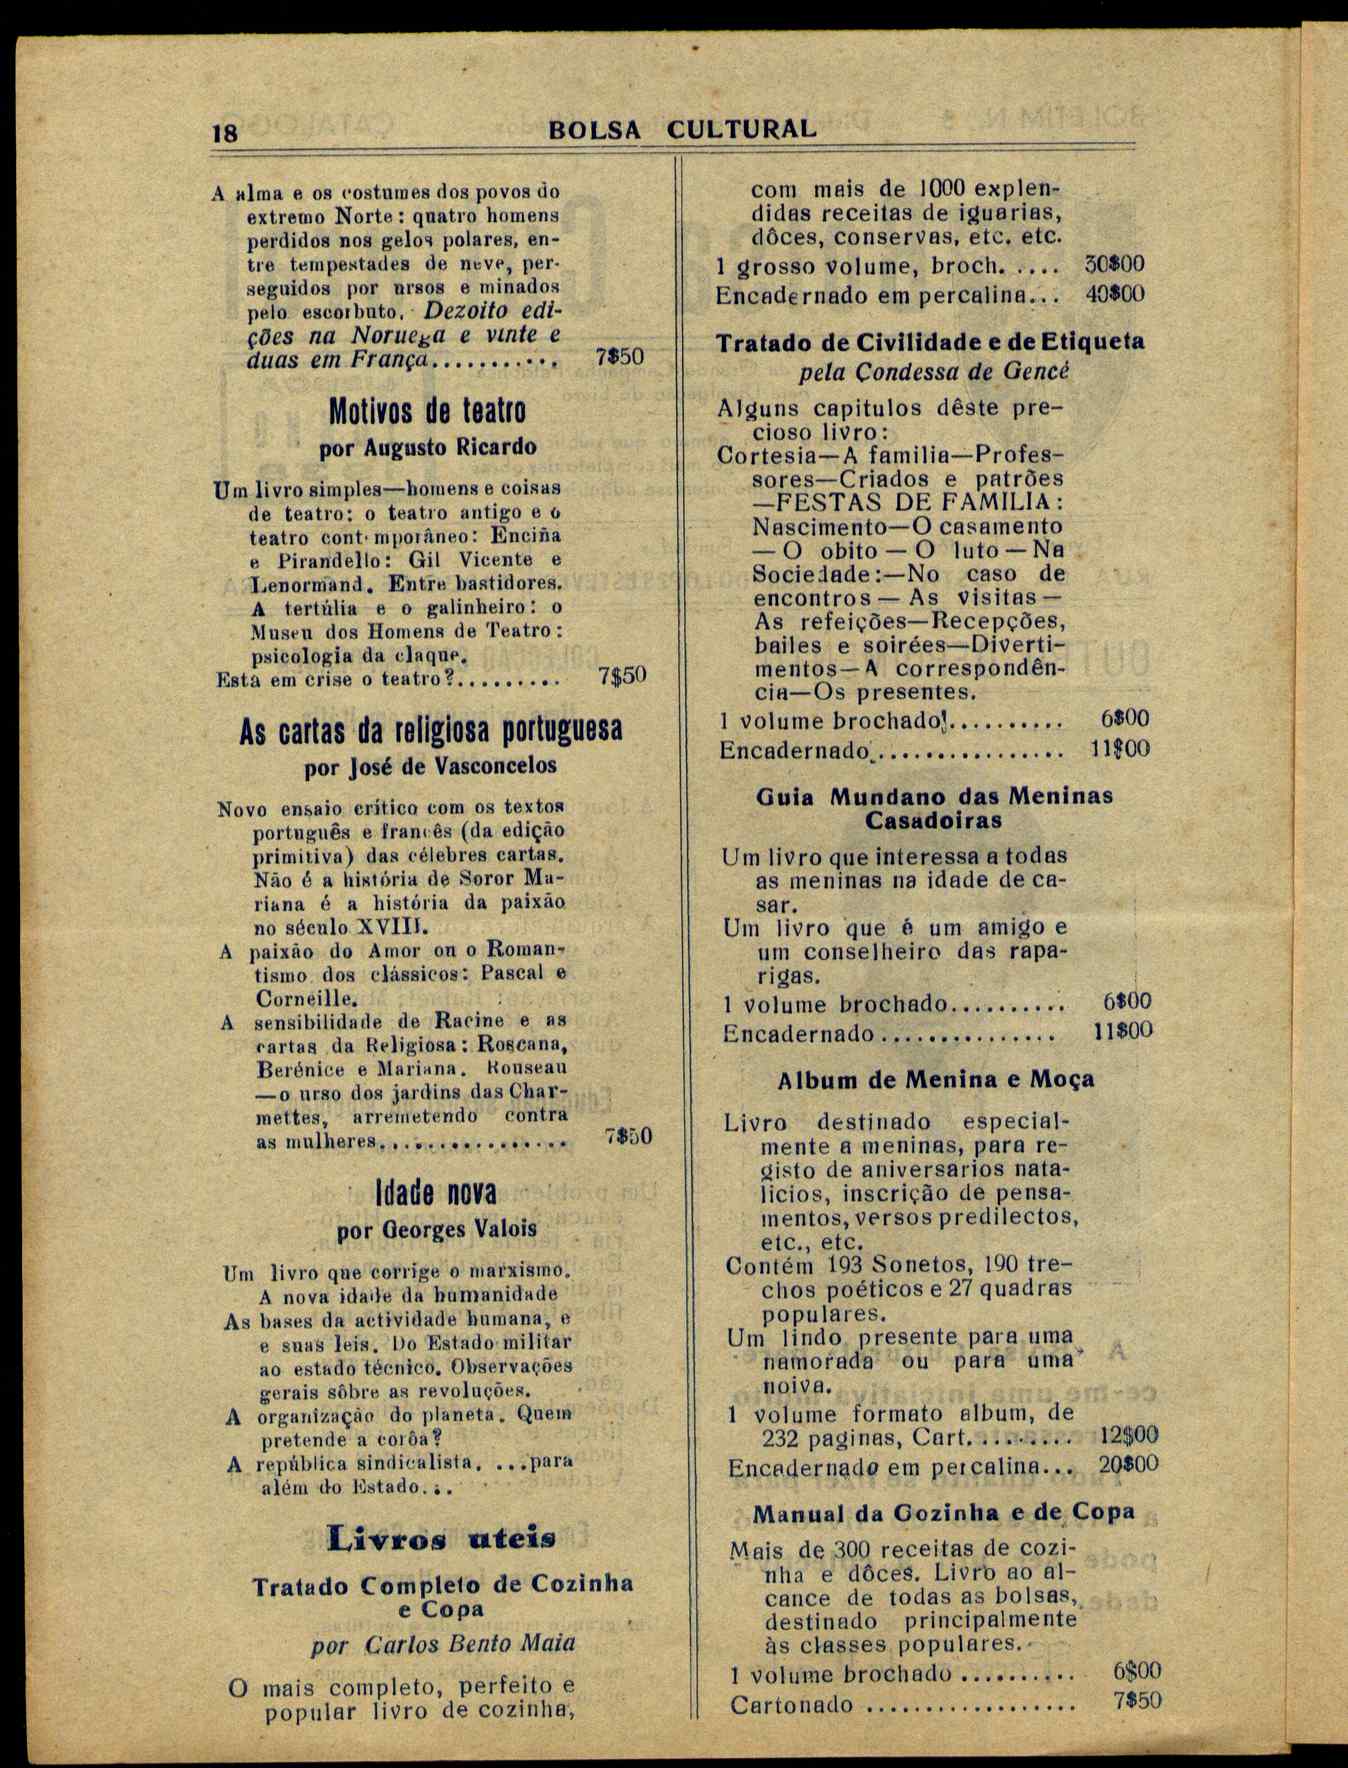 18
BOLSA CULTURAL
A alma e os costumes dos povos do
extremo Norte: quatro homens
perdidos nos gelos polares, en-
tre tempestades de neve, per-
seguidos por ursos e minados
pelo escorbuto. Dezoito edi-
ções na Noruega e vinte e
duas em França........... 7$50
Motivos de teatro
por Augusto Ricardo
Um livro simples—homens e coisas
de teatro: o teatro antigo e o
teatro contemporâneo: Enciña
e Pirandello: Gil Vicente e
Lenormand. Entre bastidores.
A tertúlia e o galinheiro: o
Museu dos Homens de Teatro:
psicologia da claque.
Está em crise o teatro?......... 7$50
As cartas da religiosa portuguesa
por José de Vasconcelos
Novo ensaio crítico com os textos
português e francês (da edição
primitiva) das célebres cartas.
Não é a história de Soror Ma-
riana é a história da paixão
no século XVIII.
A paixão do Amor ou o Roman-
tismo dos clássicos: Pascal e
Corneille.
A sensibilidade de Racine e as
cartas da Religiosa: Roscana,
Berénice e Mariana. Rouseau
—o urso dos jardins das Char-
mettes, arremetendo contra
as mulheres................ 7$50
Idade nova
por Georges Valois
Um livro que corrige o marxismo.
A nova idade da humanidade
As bases da actividade humana, e
e suas leis. Do Estado militar
ao estado técnico. Observações
gerais sôbre as revoluções.
A organização do planeta. Quem
pretende a corôa?
A república sindicalista. ...para
além do Estado...
Livros uteis
Tratado Completo de Cozinha
e Copa
por Carlos Bento Maia
O mais completo, perfeito e
popular livro de cozinha,
com mais de 1000 explen-
didas receitas de iguarias,
dôces, conservas, etc. etc.
1 grosso volume, broch. .... 30$00
Encadernado em percalina... 40$00
Tratado de Civilidade e de Etiqueta
pela Condessa de Gencé
Alguns capitulos dêste pre-
cioso livro:
Cortesia—A familia—Profes-
sores—Criados e patrões
—FESTAS DE FAMILIA:
Nascimento—O casamento
— O obito — O luto — Na
Sociedade:—No caso de
encontros — As visitas —
As refeições—Recepções,
bailes e soirées—Diverti-
mentos—A correspondên-
cia—Os presentes.
1 volume brochado.......... 6$00
Encadernado................ 11$00
Guia Mundano das Meninas
Casadoiras
Um livro que interessa a todas
as meninas na idade de ca-
sar.
Um livro que é um amigo e
um conselheiro das rapa-
rigas.
1 volume brochado.......... 6$00
Encadernado............... 11$00
Album de Menina e Moça
Livro destinado especial-
mente a meninas, para re-
gisto de aniversarios nata-
licios, inscrição de pensa-
mentos, versos predilectos,
etc., etc.
Contém 193 Sonetos, 190 tre-
chos poéticos e 27 quadras
populares.
Um lindo presente para uma
namorada ou para uma
noiva.
1 volume formato album, de
232 paginas, Cart. ........ 12$00
Encadernado em percalina... 20$00
Manual da Cozinha e de Copa
Mais de 300 receitas de cozi-
nha e dôces. Livro ao al-
cance de todas as bolsas,
destinado principalmente
às classes populares.
1 volume brochado .......... 6$00
Cartonado .................. 7$50